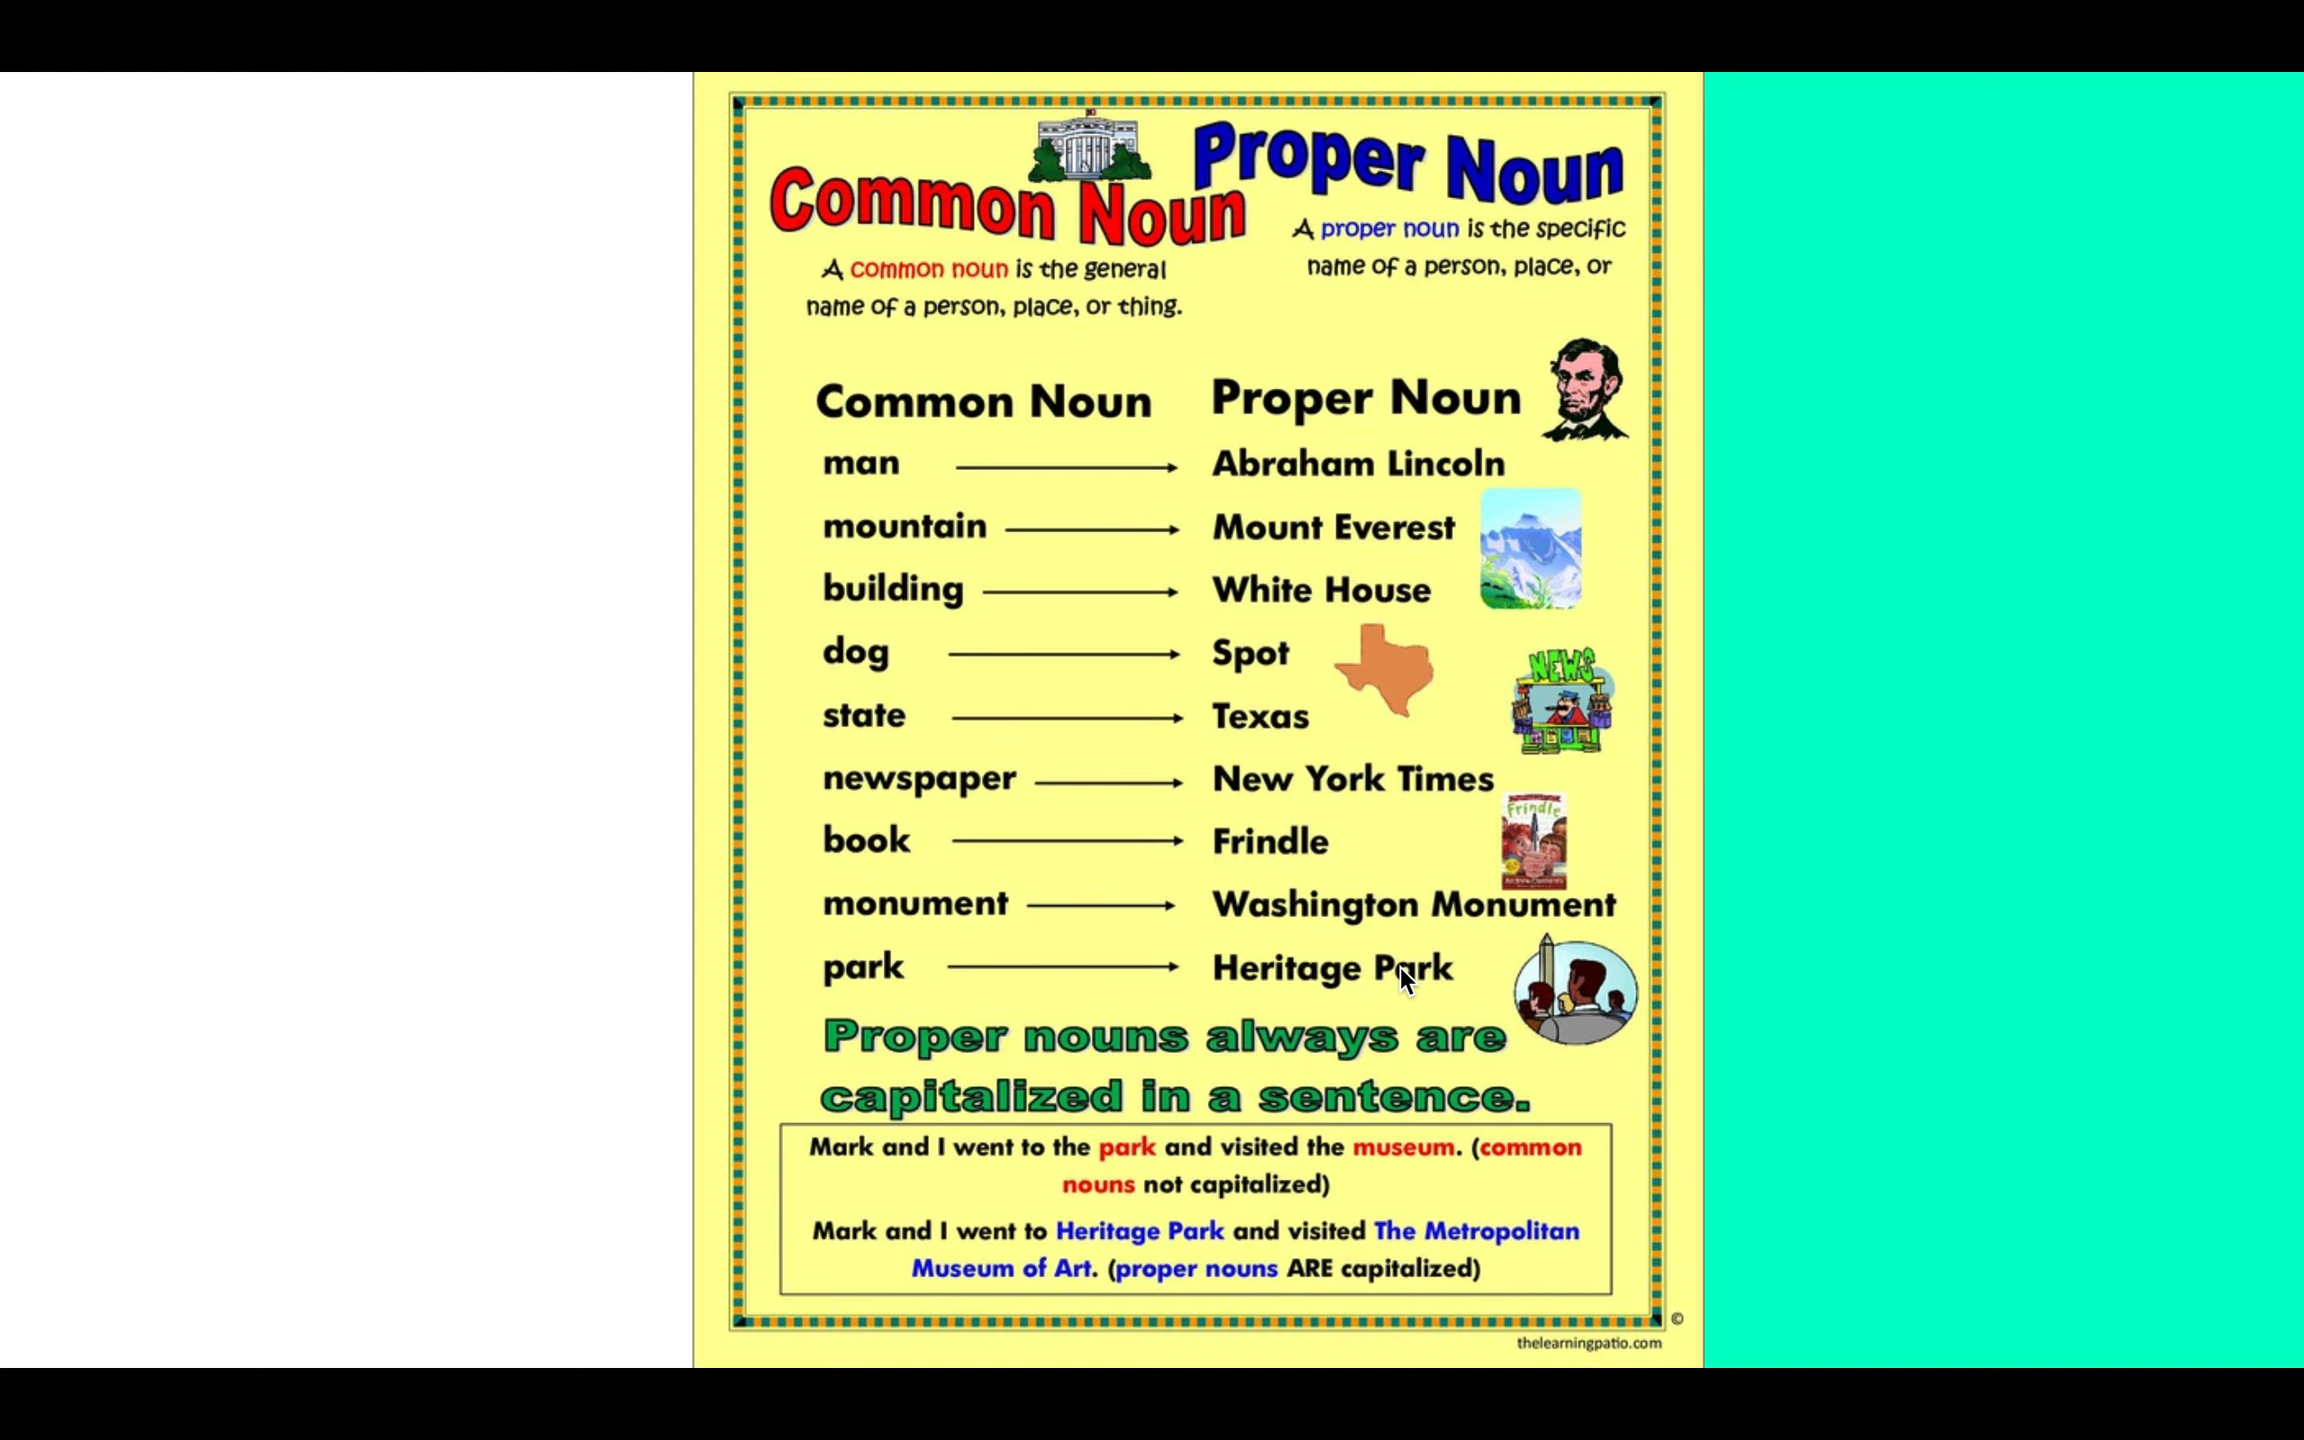 Common Noun
Proper Noun
A common noun is the general
name of a person, place, or thing.
A proper noun is the specific
name of a person, place, or
Common Noun Proper Noun
man Abraham Lincoln
mountain Mount Everest
building White House
dog Spot
state Texas
NEWS
newspaper New York Times
Frindle
book Frindle
monument Washington Monument
park Heritage Park
Proper nouns always are
capitalized in a sentence.
Mark and I went to the park and visited the museum. (common
nouns not capitalized)
Mark and I went to Heritage Park and visited The Metropolitan
Museum of Art. (proper nouns ARE capitalized)
©
thelearningpatio.com